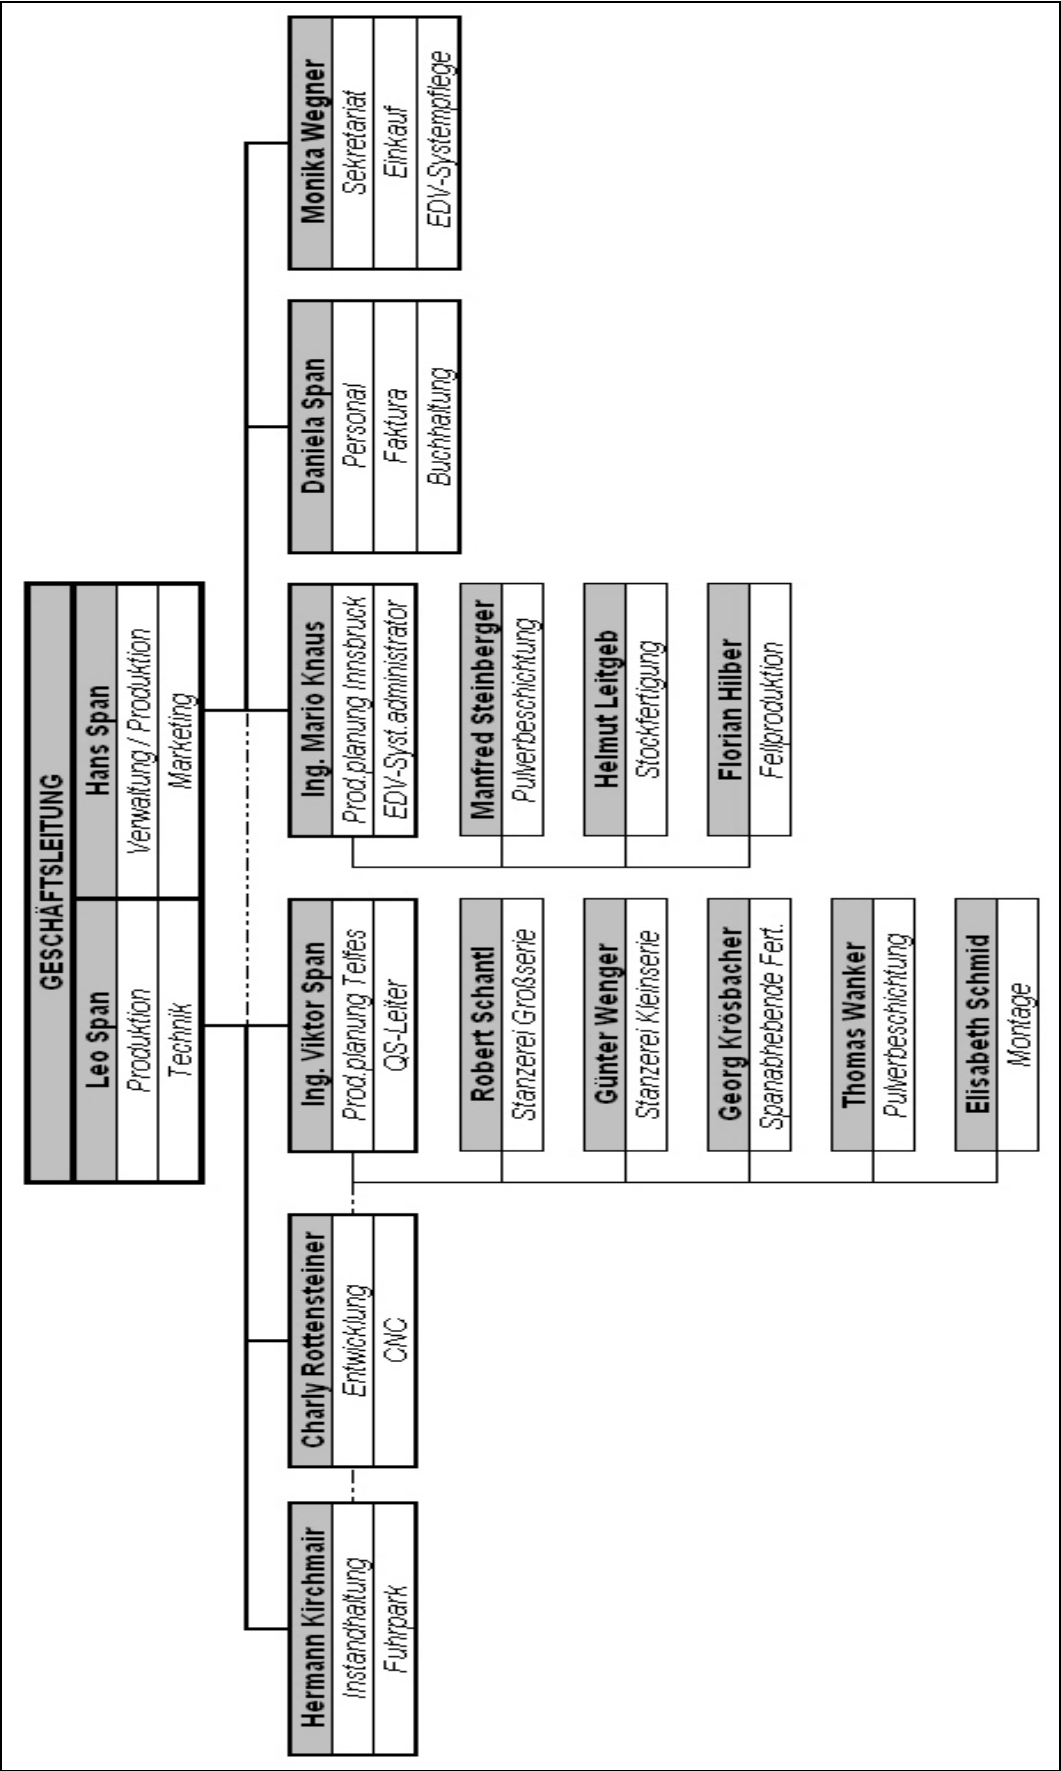 GESCHÄFTSLEITUNG
Leo Span
Hans Span
Produktion
Verwaltung / Produktion
Technik
Marketing
Hermann Kirchmair
Instandhaltung
Fuhrpark
Charly Rottensteiner
Entwicklung
CNC
Ing. Viktor Span
Prod.planung Telfes
QS-Leiter
Ing. Mario Knaus
Prod.planung Innsbruck
EDV-Syst.administrator
Daniela Span
Personal
Faktura
Buchhaltung
Monika Wegner
Sekretariat
Einkauf
EDV-Systempflege
Robert Schantl
Stanzerei Großserie
Günter Wenger
Stanzerei Kleinserie
Georg Krösbacher
Spanabhebende Fert.
Thomas Wanker
Pulverbeschichtung
Elisabeth Schmid
Montage
Manfred Steinberger
Pulverbeschichtung
Helmut Leitgeb
Stockfertigung
Florian Hilber
Fellproduktion